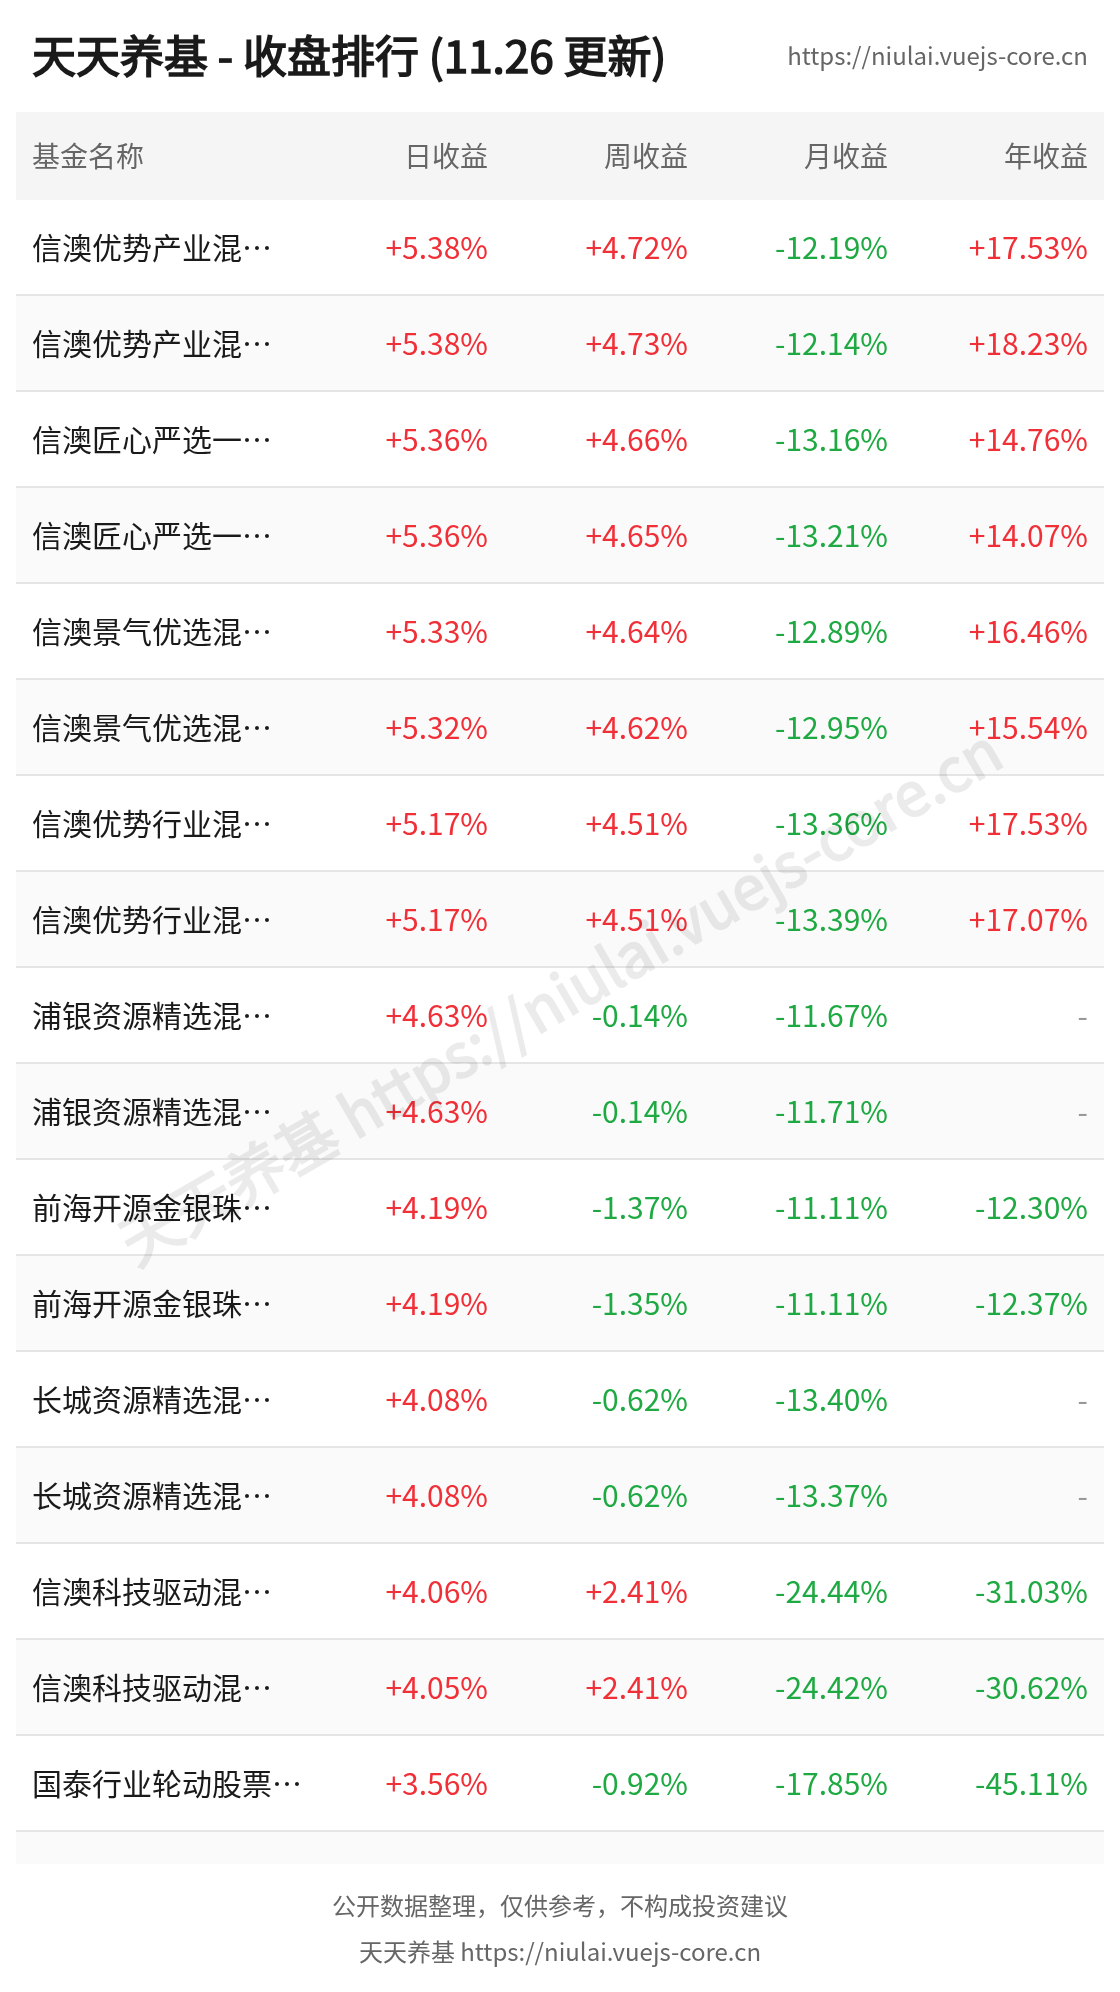 天天养基 - 收盘排行 (11.26 更新) https://niulai.vuejs-core.cn
基金名称 日收益 周收益 月收益 年收益
信澳优势产业混… +5.38% +4.72% -12.19% +17.53%
信澳优势产业混… +5.38% +4.73% -12.14% +18.23%
信澳匠心严选一… +5.36% +4.66% -13.16% +14.76%
信澳匠心严选一… +5.36% +4.65% -13.21% +14.07%
信澳景气优选混… +5.33% +4.64% -12.89% +16.46%
信澳景气优选混… +5.32% +4.62% -12.95% +15.54%
信澳优势行业混… +5.17% +4.51% -13.36% +17.53%
信澳优势行业混… +5.17% +4.51% -13.39% +17.07%
浦银资源精选混… +4.63% -0.14% -11.67% -
浦银资源精选混… +4.63% -0.14% -11.71% -
前海开源金银珠… +4.19% -1.37% -11.11% -12.30%
前海开源金银珠… +4.19% -1.35% -11.11% -12.37%
长城资源精选混… +4.08% -0.62% -13.40% -
长城资源精选混… +4.08% -0.62% -13.37% -
信澳科技驱动混… +4.06% +2.41% -24.44% -31.03%
信澳科技驱动混… +4.05% +2.41% -24.42% -30.62%
国泰行业轮动股票… +3.56% -0.92% -17.85% -45.11%
天天养基 https://niulai.vuejs-core.cn
公开数据整理，仅供参考，不构成投资建议
天天养基 https://niulai.vuejs-core.cn